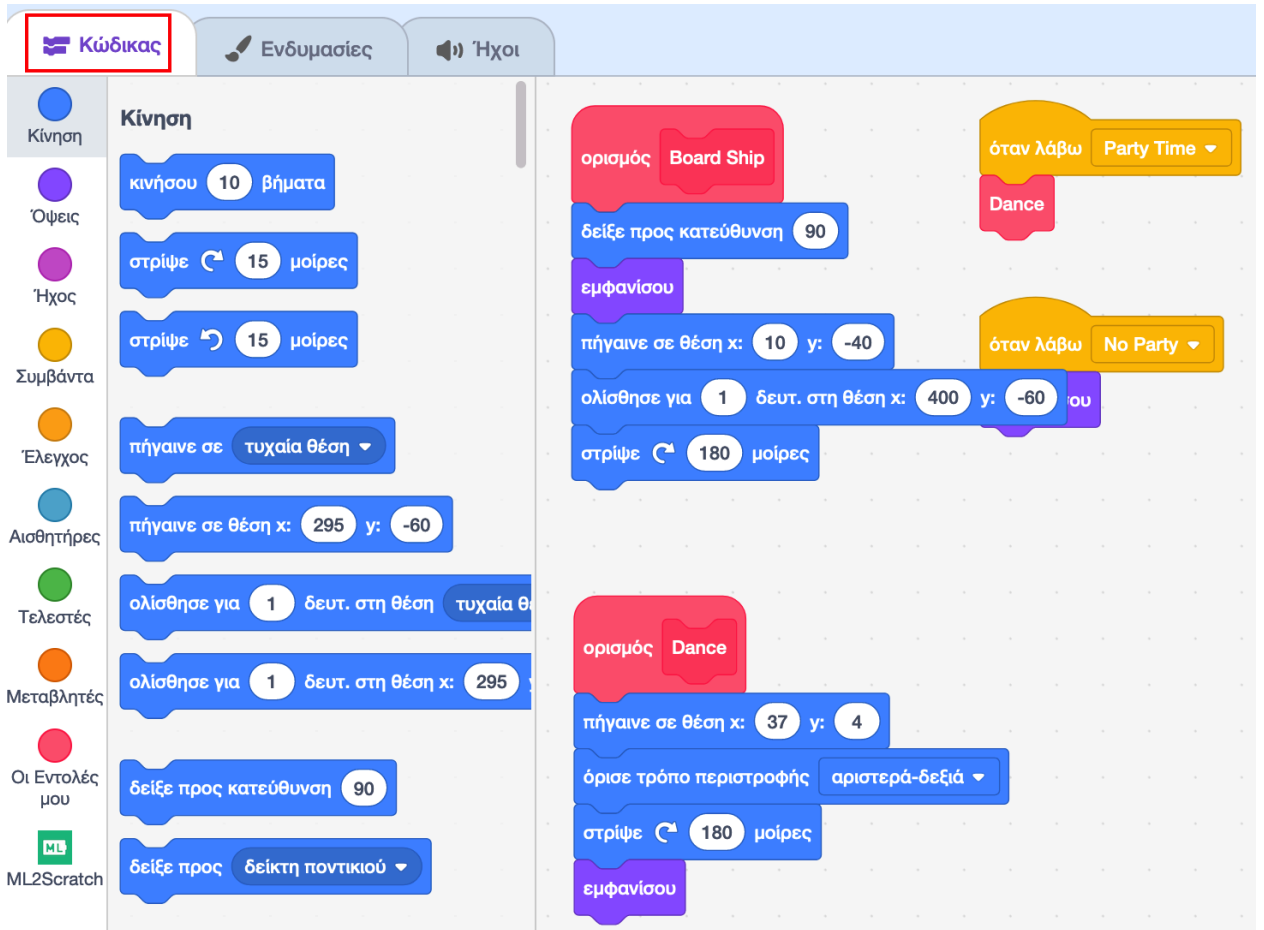 Κώδικας
Ενδυμασίες
Ήχοι
Κίνηση
Όψεις
Ήχος
Συμβάντα
Έλεγχος
Αισθητήρες
Τελεστές
Μεταβλητές
Οι Εντολές
μου
ML
ML2Scratch
Κίνηση
κινήσου 10 βήματα
στρίψε 15 μοίρες
στρίψε 15 μοίρες
πήγαινε σε τυχαία θέση
πήγαινε σε θέση x: 295 y: -60
ολίσθησε για 1 δευτ. στη θέση τυχαία
ολίσθησε για 1 δευτ. στη θέση x: 295
δείξε προς κατεύθυνση 90
δείξε προς δείκτη ποντικιού
ορισμός Board Ship
δείξε προς κατεύθυνση 90
εμφανίσου
πήγαινε σε θέση x: 10 y: -40
ολίσθησε για 1 δευτ. στη θέση x: 400 y: -60
στρίψε 180 μοίρες
όταν λάβω Party Time
Dance
όταν λάβω No Party
ορισμός Dance
πήγαινε σε θέση x: 37 y: 4
όρισε τρόπο περιστροφής αριστερά-δεξιά
στρίψε 180 μοίρες
εμφανίσου